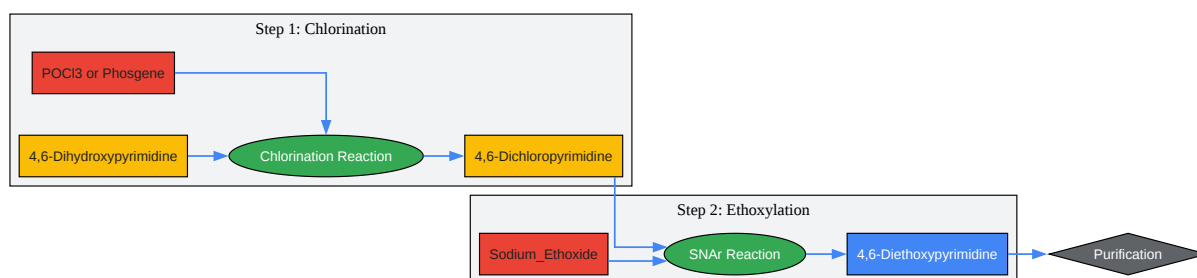 Step 1: Chlorination
POCl3 or Phosgene
4,6-Dihydroxypyrimidine
Chlorination Reaction
4,6-Dichloropyrimidine
Step 2: Ethoxylation
Sodium_Ethoxide
SNAr Reaction
4,6-Diethoxypyrimidine
Purification